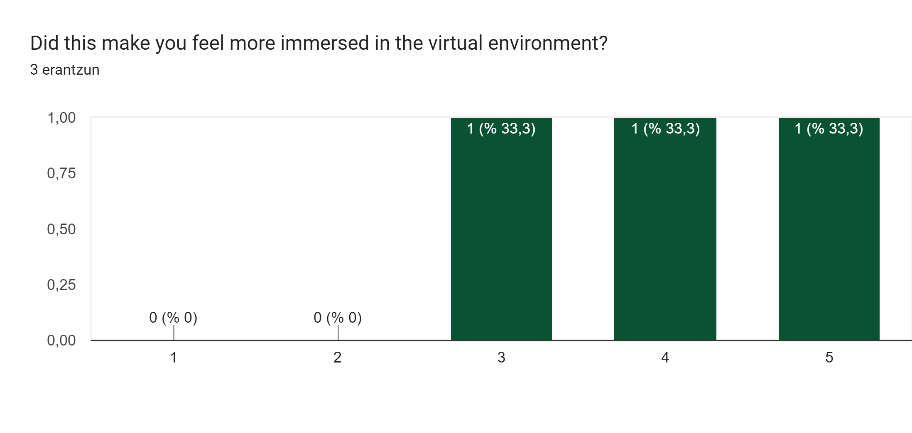 Did this make you feel more immersed in the virtual environment?
3 erantzun
1,00
0,75
0,50
0,25
0,00
0 (% 0)
0 (% 0)
1 (% 33,3)
1 (% 33,3)
1 (% 33,3)
1
2
3
4
5